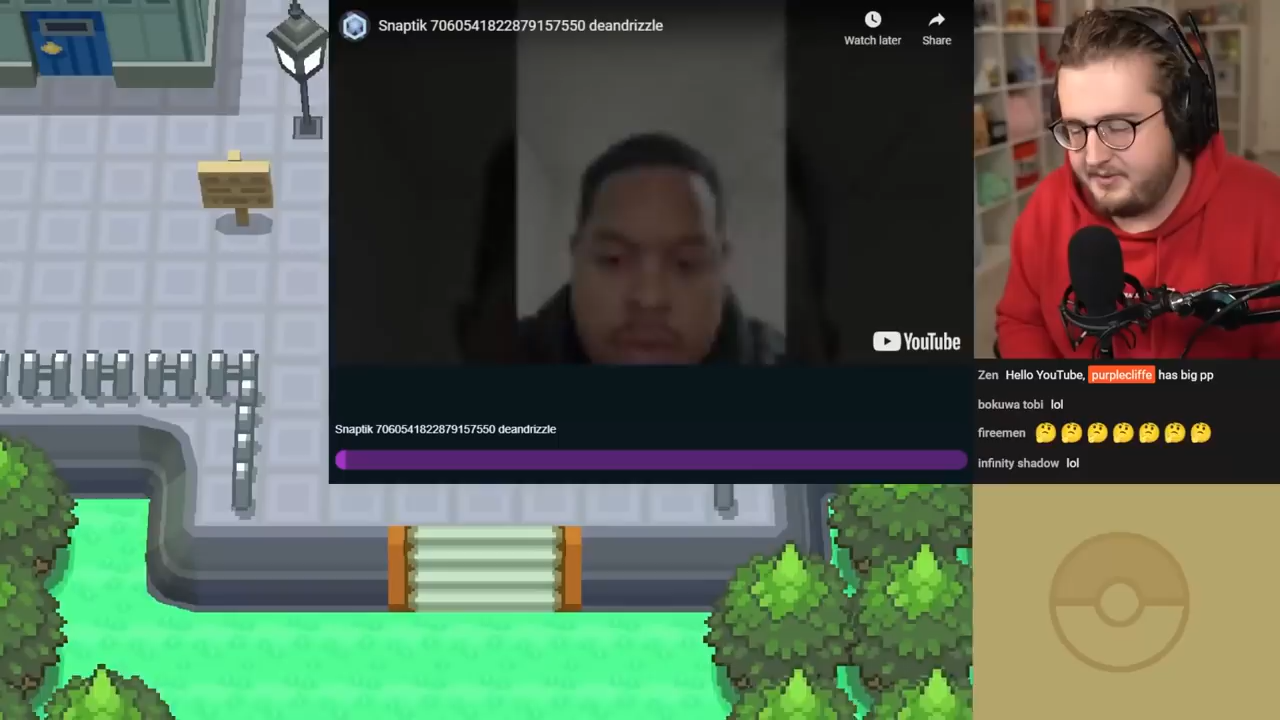 Snaptik 7060541822879157550 deandrizzle
Watch later
Share
YouTube
Snaptik 7060541822879157550 deandrizzle
Zen Hello YouTube, purplecliffe has big pp
bokuwa tobi lol
fireemen 🤔🤔🤔🤔🤔🤔🤔
infinity shadow lol